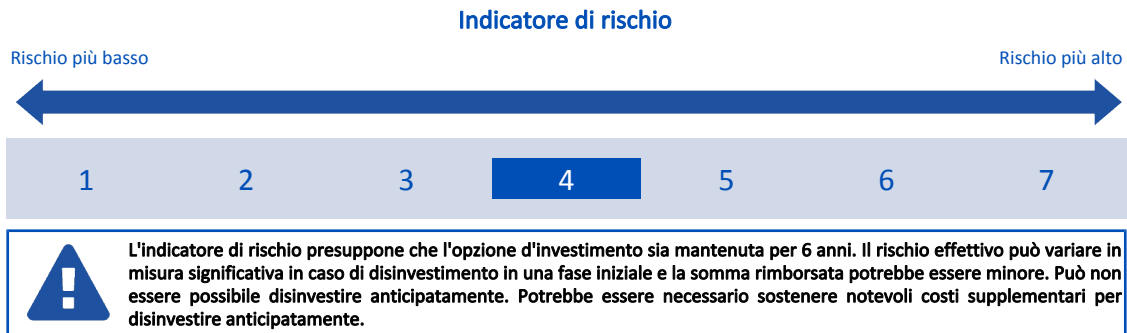 Indicatore di rischio
Rischio più basso
Rischio più alto
1 2 3 4 5 6 7
L'indicatore di rischio presuppone che l'opzione d'investimento sia mantenuta per 6 anni. Il rischio effettivo può variare in
misura significativa in caso di disinvestimento in una fase iniziale e la somma rimborsata potrebbe essere minore. Può non
essere possibile disinvestire anticipatamente. Potrebbe essere necessario sostenere notevoli costi supplementari per
disinvestire anticipatamente.